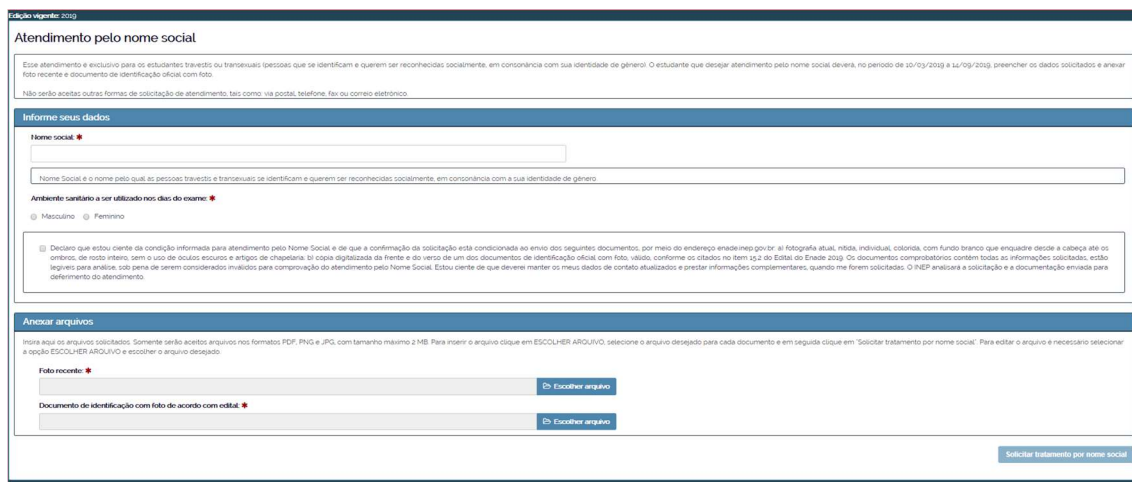 Edição vigente: 2019
Atendimento pelo nome social
Esse atendimento é exclusivo para os estudantes travestis ou transexuais (pessoas que se identificam e querem ser reconhecidas socialmente, em consonância com sua identidade de gênero). O estudante que desejar atendimento pelo nome social deverá, no período de 10/03/2019 a 14/09/2019, preencher os dados solicitados e anexar
foto recente e documento de identificação oficial com foto.
Não serão aceitas outras formas de solicitação de atendimento, tais como: via postal, telefone, fax ou correio eletrônico.
Informe seus dados
Nome social: *
Nome Social é o nome pelo qual as pessoas travestis e transexuais se identificam e querem ser reconhecidas socialmente, em consonância com a sua identidade de gênero
Ambiente sanitário a ser utilizado nos dias do exame: *
Masculino Feminino
Declaro que estou ciente da condição informada para atendimento pelo Nome Social e de que a confirmação da solicitação está condicionada ao envio dos seguintes documentos, por meio do endereço enade.inep.gov.br: a) fotografia atual, nítida, individual, colorida, com fundo branco que enquadre desde a cabeça até os
ombros, de rosto inteiro, sem o uso de óculos escuros e artigos de chapelaria; b) cópia digitalizada da frente e do verso de um dos documentos de identificação oficial com foto, válido, conforme os citados no item 15.2 do Edital do Enade 2019. Os documentos comprobatórios contêm todas as informações solicitadas, estão
legíveis para análise, sob pena de serem considerados inválidos para comprovação do atendimento pelo Nome Social. Estou ciente de que deverei manter os meus dados de contato atualizados e prestar informações complementares, quando me forem solicitadas. O INEP analisará a solicitação e a documentação enviada para
deferimento do atendimento.
Anexar arquivos
Insira aqui os arquivos solicitados. Somente serão aceitos arquivos nos formatos PDF, PNG e JPG, com tamanho máximo 2 MB. Para inserir o arquivo clique em ESCOLHER ARQUIVO, selecione o arquivo desejado para cada documento e em seguida clique em "Solicitar tratamento por nome social". Para editar o arquivo é necessário selecionar
a opção ESCOLHER ARQUIVO e escolher o arquivo desejado.
Foto recente: *
Escolher arquivo
Documento de identificação com foto de acordo com edital: *
Escolher arquivo
Solicitar tratamento por nome social